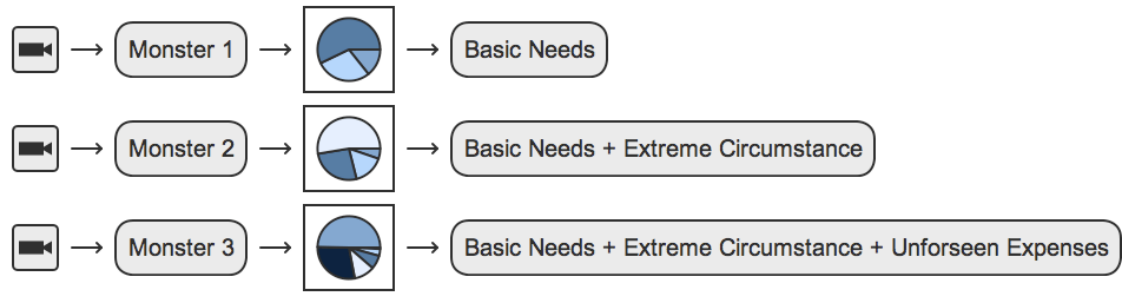 Monster 1 Basic Needs
Monster 2 Basic Needs + Extreme Circumstance
Monster 3 Basic Needs + Extreme Circumstance + Unforseen Expenses